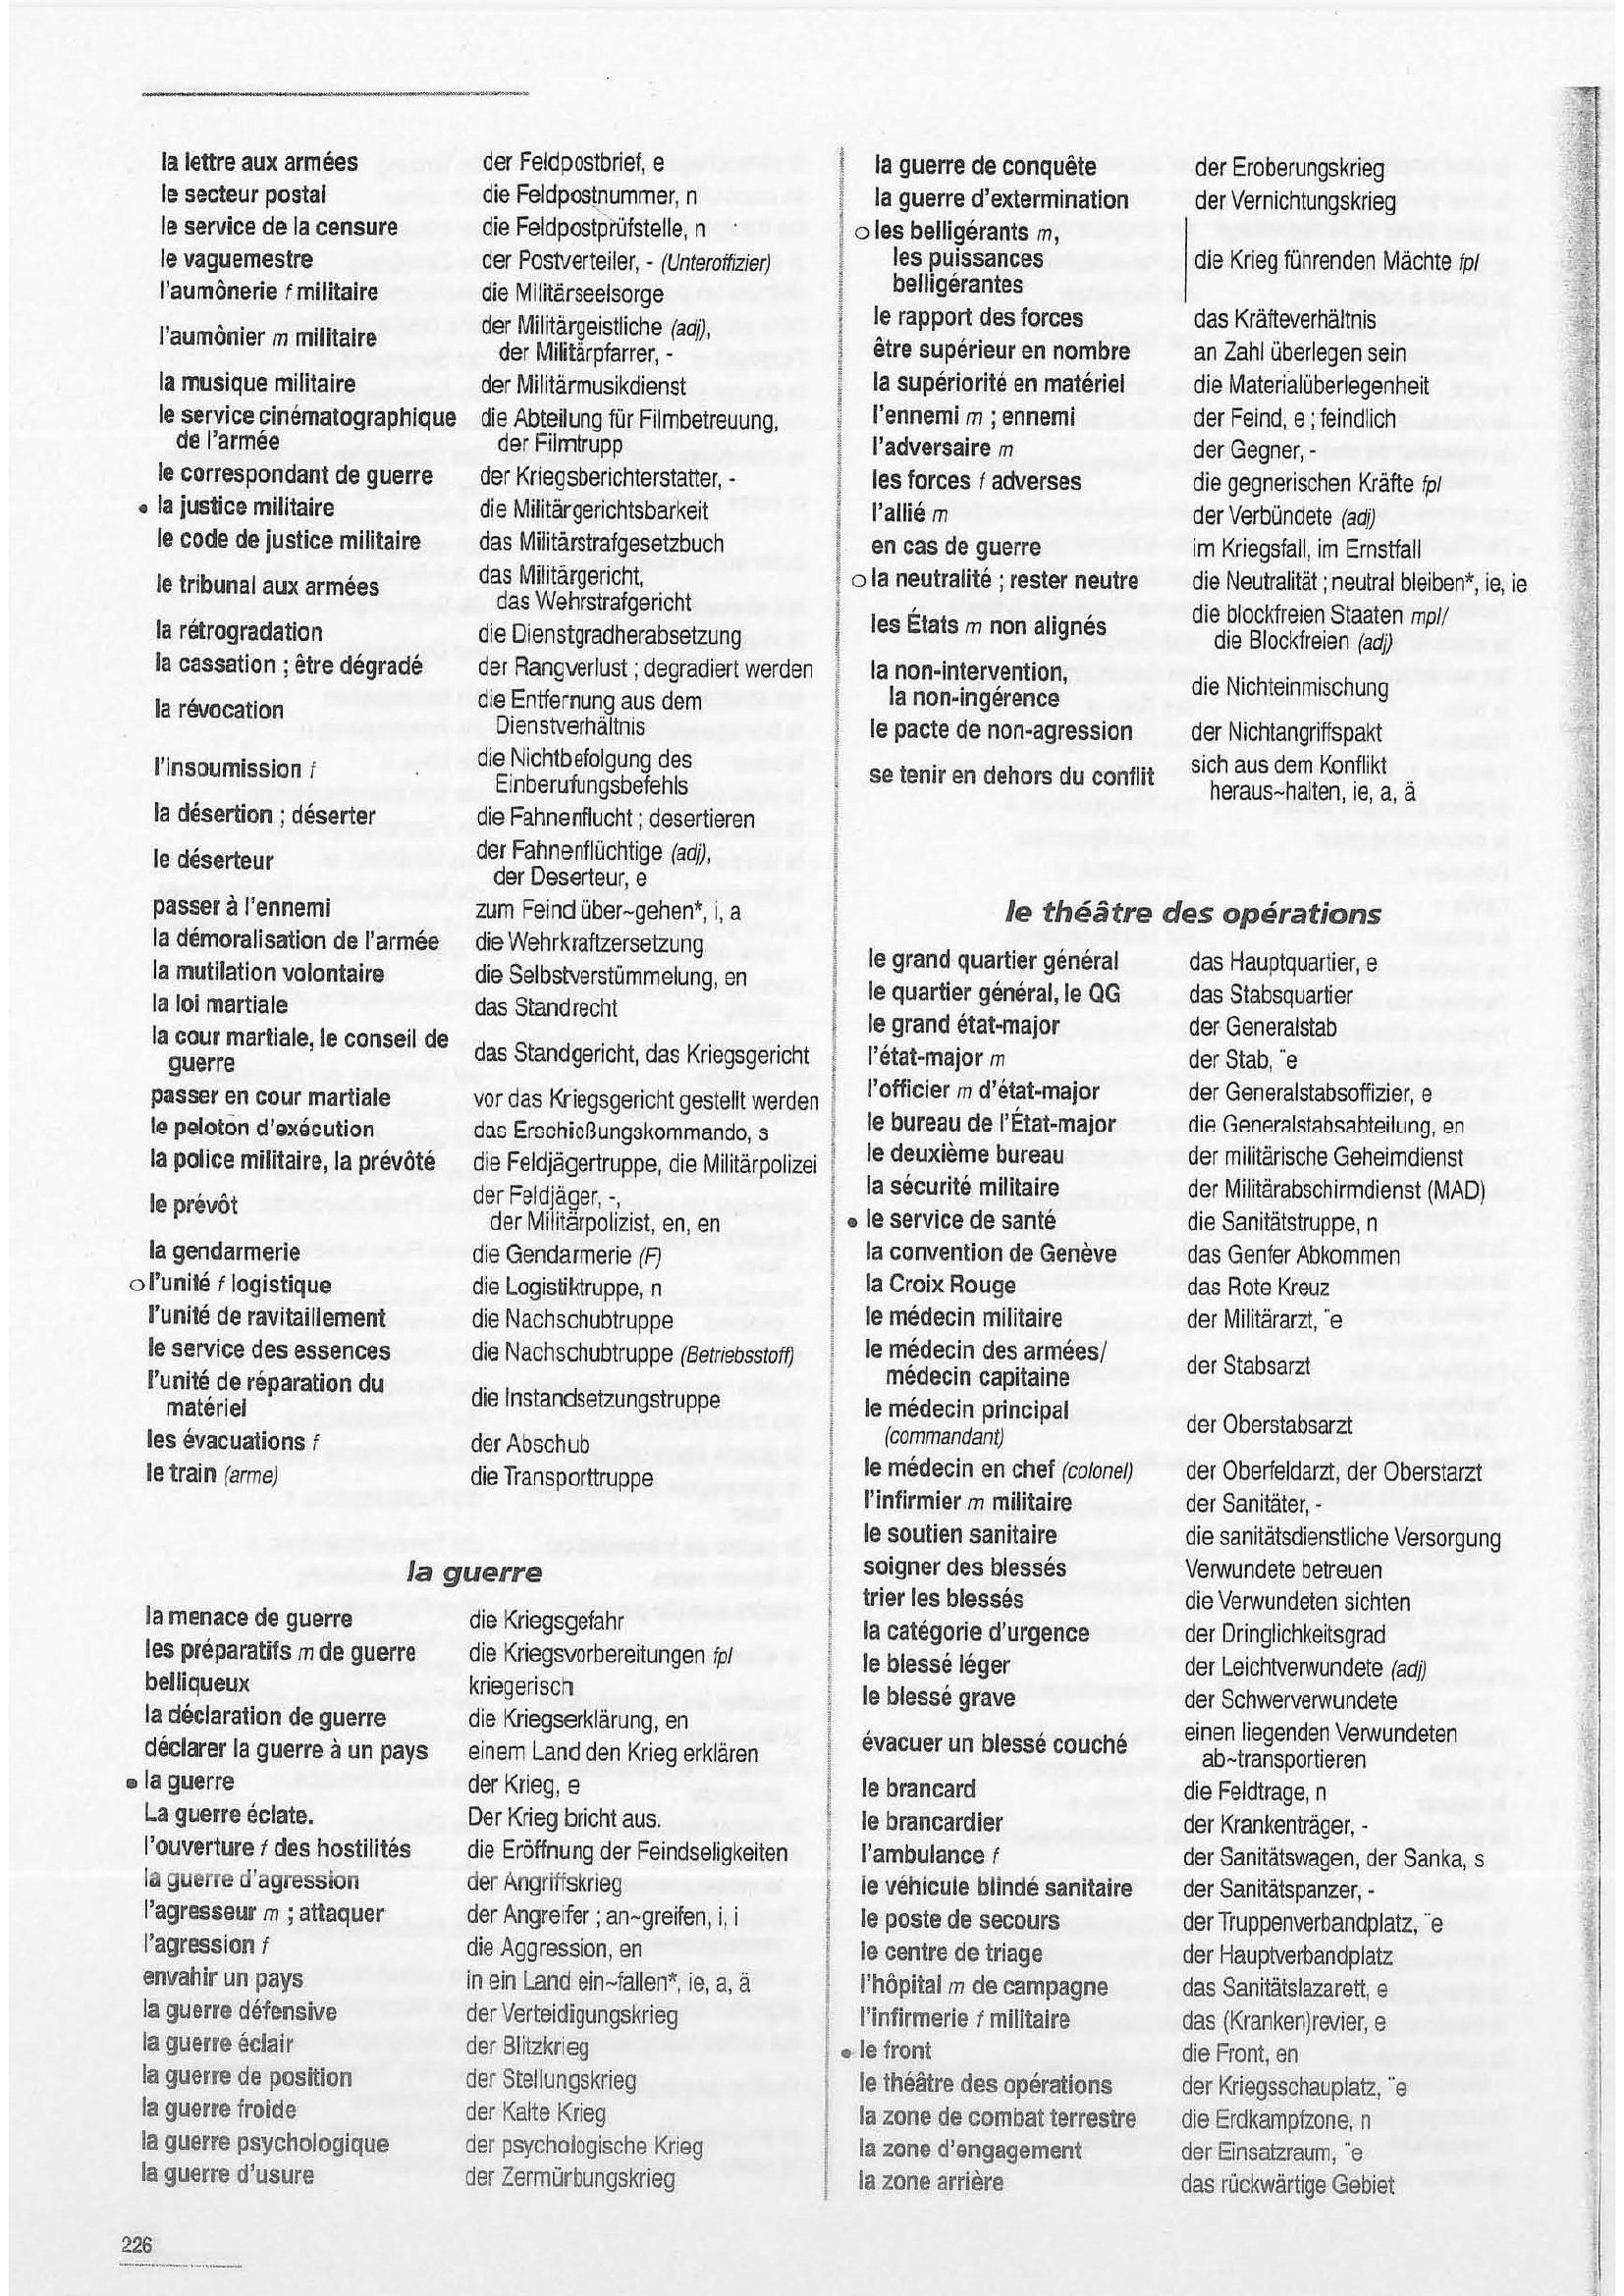 la lettre aux armées der Feldpostbrief, e
le secteur postal die Feldpostnummer, n
le service de la censure die Feldpostprüfstelle, n
le vaguemestre der Postverteiler, - (Unteroffizier)
l'aumônerie f militaire die Militärseelsorge
l'aumônier m militaire der Militärgeistliche (adj),
der Militärpfarrer, -
la musique militaire der Militärmusikdienst
le service cinématographique die Abteilung für Filmbetreuung,
de l'armée der Filmtrupp
le correspondant de guerre der Kriegsberichterstatter, -
• la justice militaire die Militärgerichtsbarkeit
le code de justice militaire das Militärstrafgesetzbuch
le tribunal aux armées das Militärgericht,
das Wehrstrafgericht
la rétrogradation die Dienstgradherabsetzung
la cassation ; être dégradé der Rangverlust ; degradiert werden
la révocation die Entfernung aus dem
Dienstverhältnis
l'insoumission f die Nichtbefolgung des
Einberufungsbefehls
la désertion ; déserter die Fahnenflucht ; desertieren
le déserteur der Fahnenflüchtige (adj),
der Deserteur, e
passer à l'ennemi zum Feind über~gehen*, i, a
la démoralisation de l'armée die Wehrkraftzersetzung
la mutilation volontaire die Selbstverstümmelung, en
la loi martiale das Standrecht
la cour martiale, le conseil de
guerre das Standgericht, das Kriegsgericht
passer en cour martiale vor das Kriegsgericht gestellt werden
le peloton d'exécution das Erschießungskommando, s
la police militaire, la prévôté die Feldjägertruppe, die Militärpolizei
le prévôt der Feldjäger, -,
der Militärpolizist, en, en
la gendarmerie die Gendarmerie (F)
o l'unité f logistique die Logistiktruppe, n
l'unité de ravitaillement die Nachschubtruppe
le service des essences die Nachschubtruppe (Betriebsstoff)
l'unité de réparation du
matériel die Instandsetzungstruppe
les évacuations f der Abschub
le train (arme) die Transporttruppe
la guerre
la menace de guerre die Kriegsgefahr
les préparatifs m de guerre die Kriegsvorbereitungen fpl
belliqueux kriegerisch
la déclaration de guerre die Kriegserklärung, en
déclarer la guerre à un pays einem Land den Krieg erklären
• la guerre der Krieg, e
La guerre éclate. Der Krieg bricht aus.
l'ouverture f des hostilités die Eröffnung der Feindseligkeiten
la guerre d'agression der Angriffskrieg
l'agresseur m ; attaquer der Angreifer ; an~greifen, i, i
l'agression f die Aggression, en
envahir un pays in ein Land ein~fallen*, ie, a, ä
la guerre défensive der Verteidigungskrieg
la guerre éclair der Blitzkrieg
la guerre de position der Stellungskrieg
la guerre froide der Kalte Krieg
la guerre psychologique der psychologische Krieg
la guerre d'usure der Zermürbungskrieg
226
la guerre de conquête der Eroberungskrieg
la guerre d'extermination der Vernichtungskrieg
o les belligérants m,
les puissances die Krieg führenden Mächte fpl
belligérantes
le rapport des forces das Kräfteverhältnis
être supérieur en nombre an Zahl überlegen sein
la supériorité en matériel die Materialüberlegenheit
l'ennemi m ; ennemi der Feind, e ; feindlich
l'adversaire m der Gegner, -
les forces f adverses die gegnerischen Kräfte fpl
l'allié m der Verbündete (adj)
en cas de guerre im Kriegsfall, im Ernstfall
o la neutralité ; rester neutre die Neutralität ; neutral bleiben*, ie, ie
les États m non alignés die blockfreien Staaten mpl/
die Blockfreien (adj)
la non-intervention,
la non-ingérence die Nichteinmischung
le pacte de non-agression der Nichtangriffspakt
se tenir en dehors du conflit sich aus dem Konflikt
heraus~halten, ie, a, ä
le théâtre des opérations
le grand quartier général das Hauptquartier, e
le quartier général, le QG das Stabsquartier
le grand état-major der Generalstab
l'état-major m der Stab, ¨e
l'officier m d'état-major der Generalstabsoffizier, e
le bureau de l'État-major die Generalstabsabteilung, en
le deuxième bureau der militärische Geheimdienst
la sécurité militaire der Militärabschirmdienst (MAD)
• le service de santé die Sanitätstruppe, n
la convention de Genève das Genfer Abkommen
la Croix Rouge das Rote Kreuz
le médecin militaire der Militärarzt, ¨e
le médecin des armées/
médecin capitaine der Stabsarzt
le médecin principal
(commandant) der Oberstabsarzt
le médecin en chef (colonel) der Oberfeldarzt, der Oberstarzt
l'infirmier m militaire der Sanitäter, -
le soutien sanitaire die sanitätsdienstliche Versorgung
soigner des blessés Verwundete betreuen
trier les blessés die Verwundeten sichten
la catégorie d'urgence der Dringlichkeitsgrad
le blessé léger der Leichtverwundete (adj)
le blessé grave der Schwerverwundete
évacuer un blessé couché einen liegenden Verwundeten
ab~transportieren
le brancard die Feldtrage, n
le brancardier der Krankenträger, -
l'ambulance f der Sanitätswagen, der Sanka, s
le véhicule blindé sanitaire der Sanitätspanzer, -
le poste de secours der Truppenverbandplatz, ¨e
le centre de triage der Hauptverbandplatz
l'hôpital m de campagne das Sanitätslazarett, e
l'infirmerie f militaire das (Kranken)revier, e
• le front die Front, en
le théâtre des opérations der Kriegsschauplatz, ¨e
la zone de combat terrestre die Erdkampfzone, n
la zone d'engagement der Einsatzraum, ¨e
la zone arrière das rückwärtige Gebiet